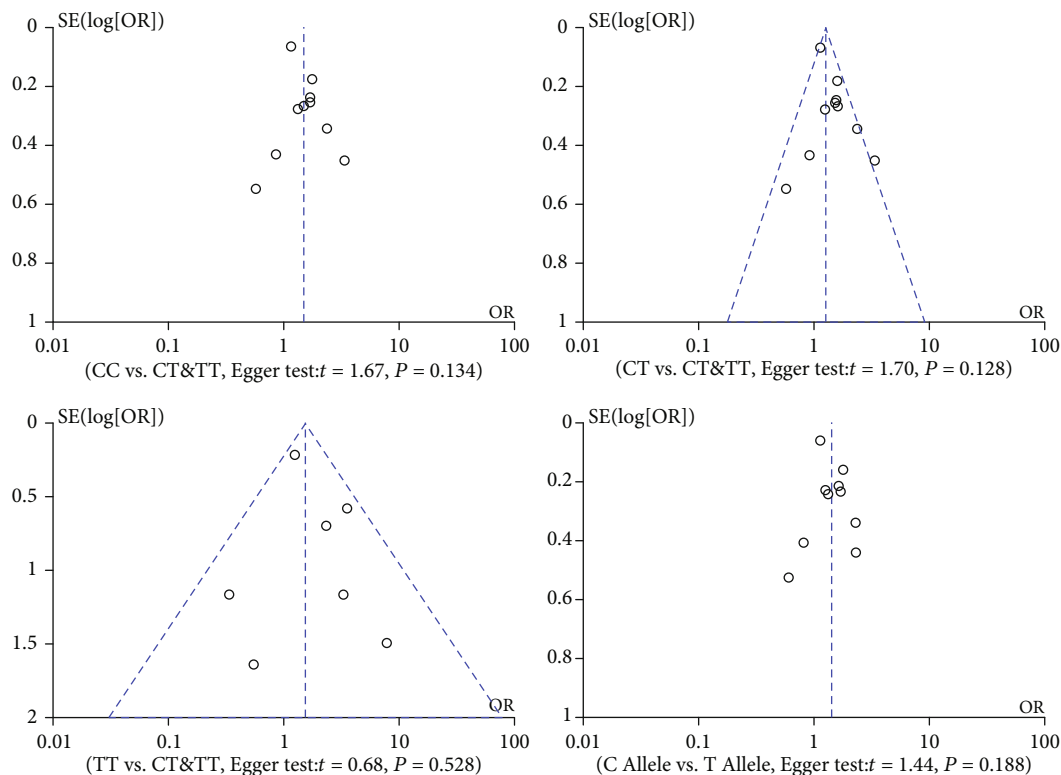 SE(log[OR])
0
0.2
0.4
0.6
0.8
1
OR
0.01 0.1 1 10 100
(CC vs. CT&TT, Egger test:t = 1.67, P = 0.134)
SE(log[OR])
0
0.2
0.4
0.6
0.8
1
OR
0.01 0.1 1 10 100
(CT vs. CT&TT, Egger test:t = 1.70, P = 0.128)
SE(log[OR])
0
0.5
1
1.5
2
OR
0.01 0.1 1 10 100
(TT vs. CT&TT, Egger test:t = 0.68, P = 0.528)
SE(log[OR])
0
0.2
0.4
0.6
0.8
1
OR
0.01 0.1 1 10 100
(C Allele vs. T Allele, Egger test:t = 1.44, P = 0.188)